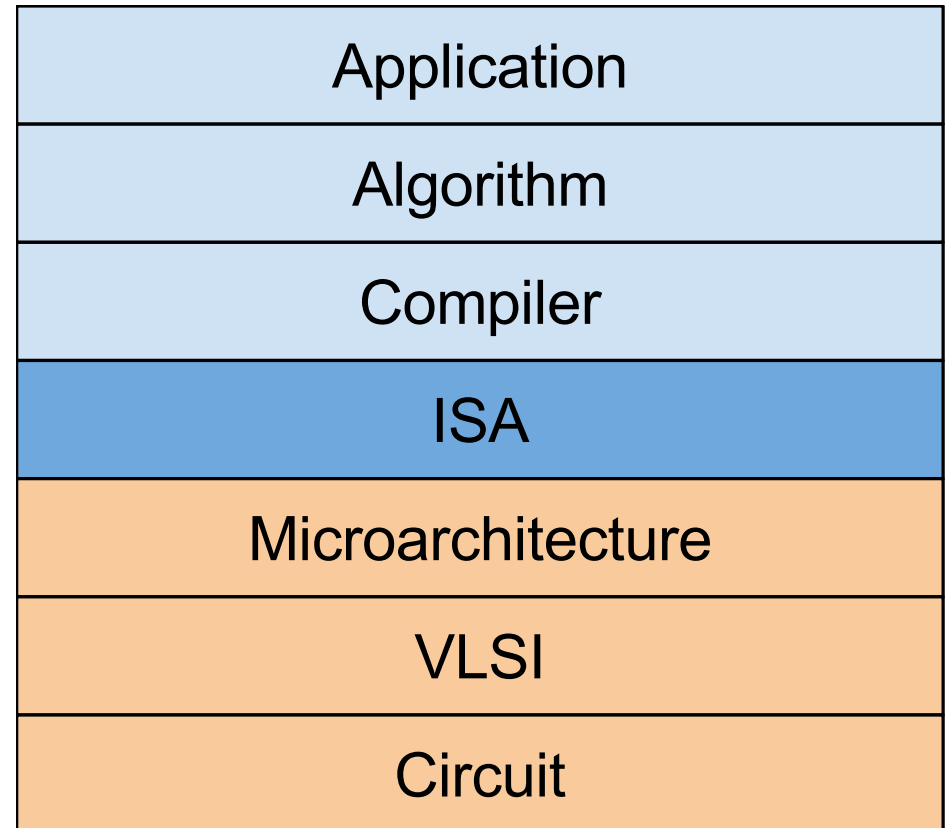 Application
Algorithm
Compiler
ISA
Microarchitecture
VLSI
Circuit